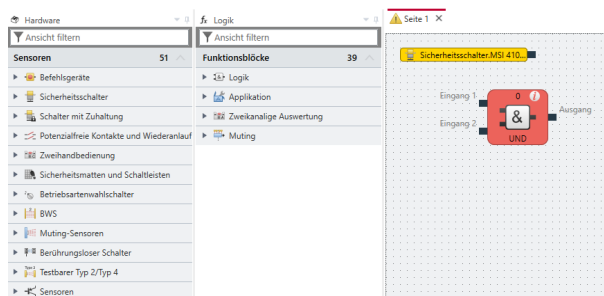 Hardware
Ansicht filtern
Sensoren 51
Befehlsgeräte
Sicherheitsschalter
Schalter mit Zuhaltung
Potenzialfreie Kontakte und Wiederanlauf
Zweihandbedienung
Sicherheitsmatten und Schaltleisten
Betriebsartenwahlschalter
BWS
Muting-Sensoren
Berührungsloser Schalter
Testbarer Typ 2/Typ 4
Sensoren
fx Logik
Ansicht filtern
Funktionsblöcke 39
Logik
Applikation
Zweikanalige Auswertung
Muting
Seite 1
Sicherheitsschalter.MSI 410...
Eingang 1
Eingang 2
0 i
&
UND
Ausgang